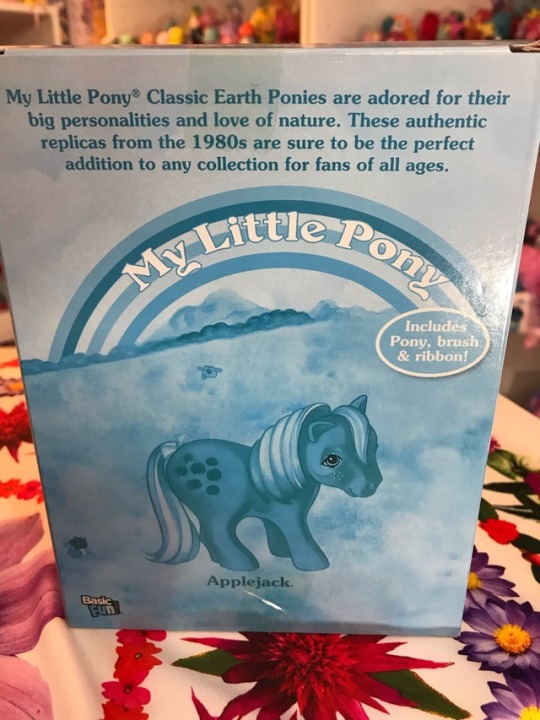 My Little Pony® Classic Earth Ponies are adored for their
big personalities and love of nature. These authentic
replicas from the 1980s are sure to be the perfect
addition to any collection for fans of all ages.
My Little Pony
Includes
Pony, brush
& ribbon!
Applejack.
Basic
Fun!